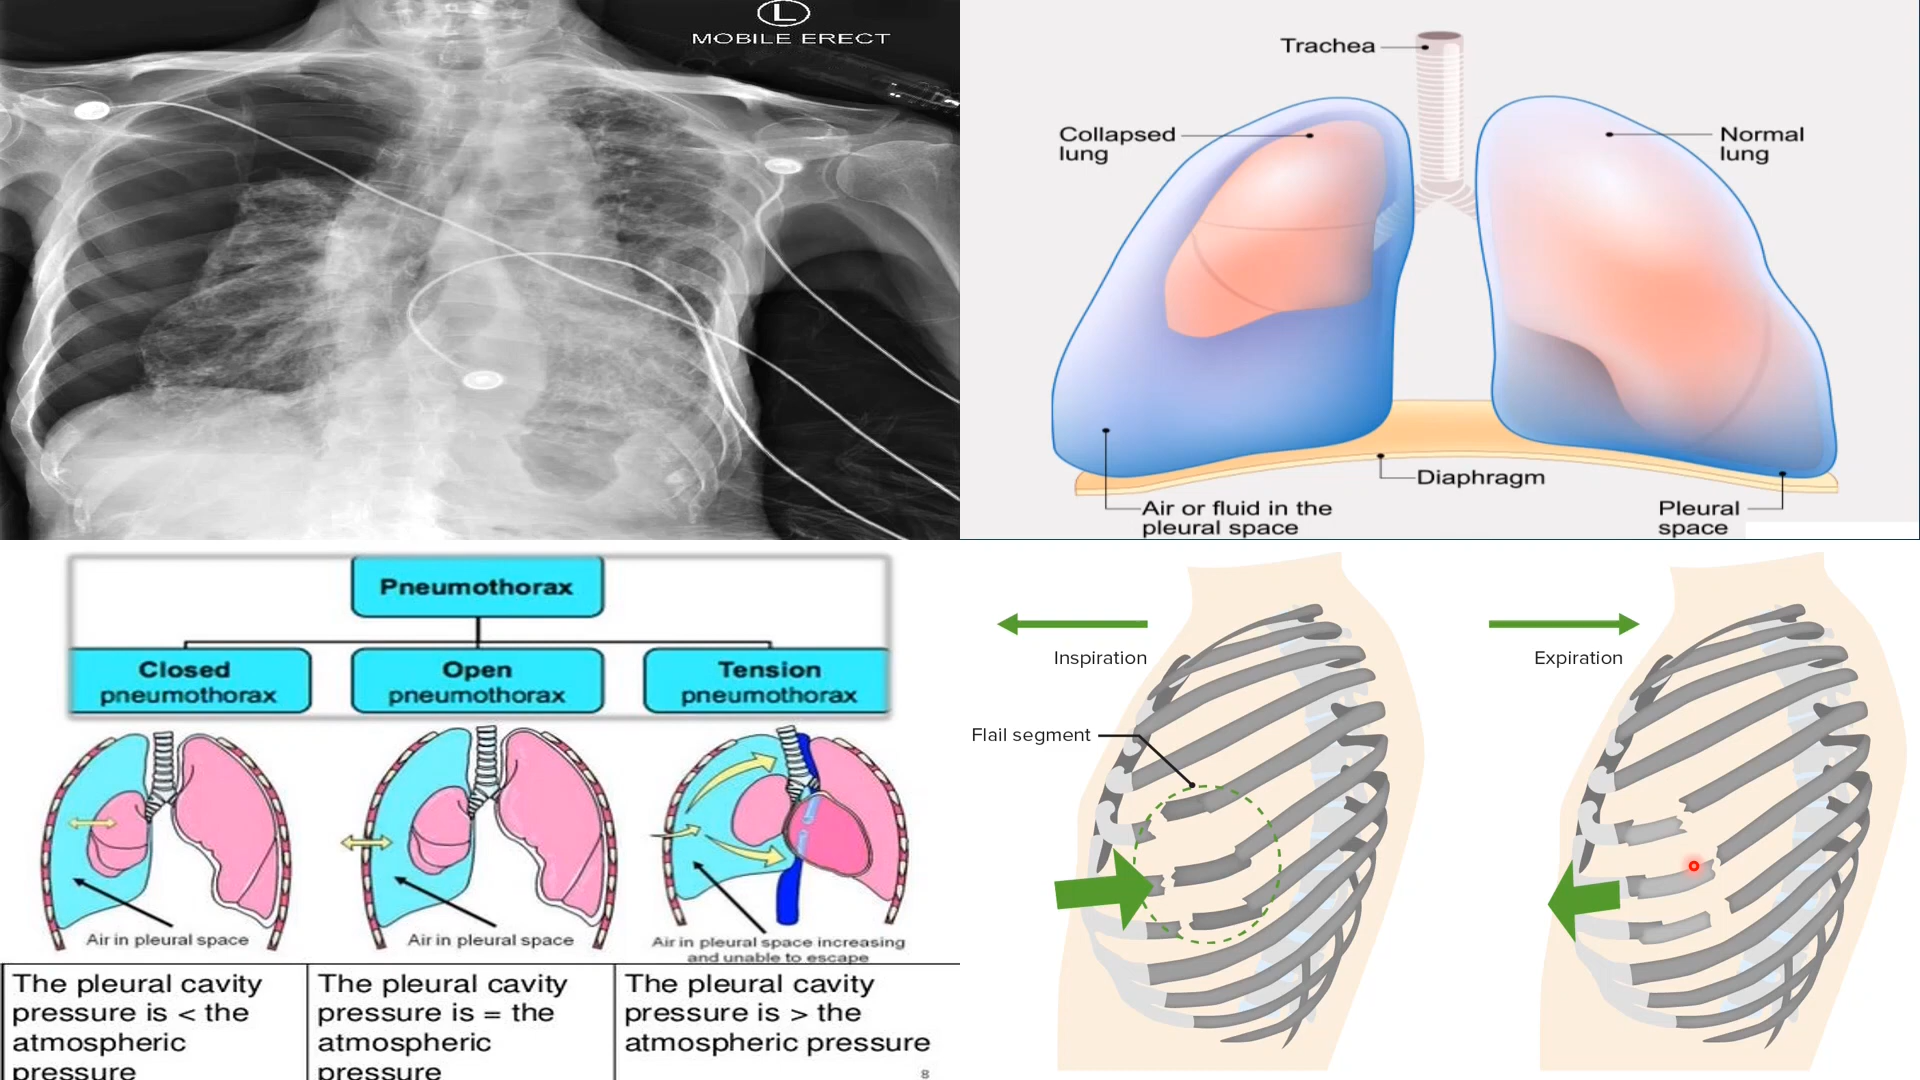 L
MOBILE ERECT
Trachea
Collapsed
lung
Normal
lung
Diaphragm
Air or fluid in the
pleural space
Pleural
space
Pneumothorax
Closed
pneumothorax
Open
pneumothorax
Tension
pneumothorax
Air in pleural space
Air in pleural space
Air in pleural space increasing
and unable to escape
The pleural cavity
pressure is < the
atmospheric
pressure
The pleural cavity
pressure is = the
atmospheric
pressure
The pleural cavity
pressure is > the
atmospheric pressure
8
Inspiration
Expiration
Flail segment